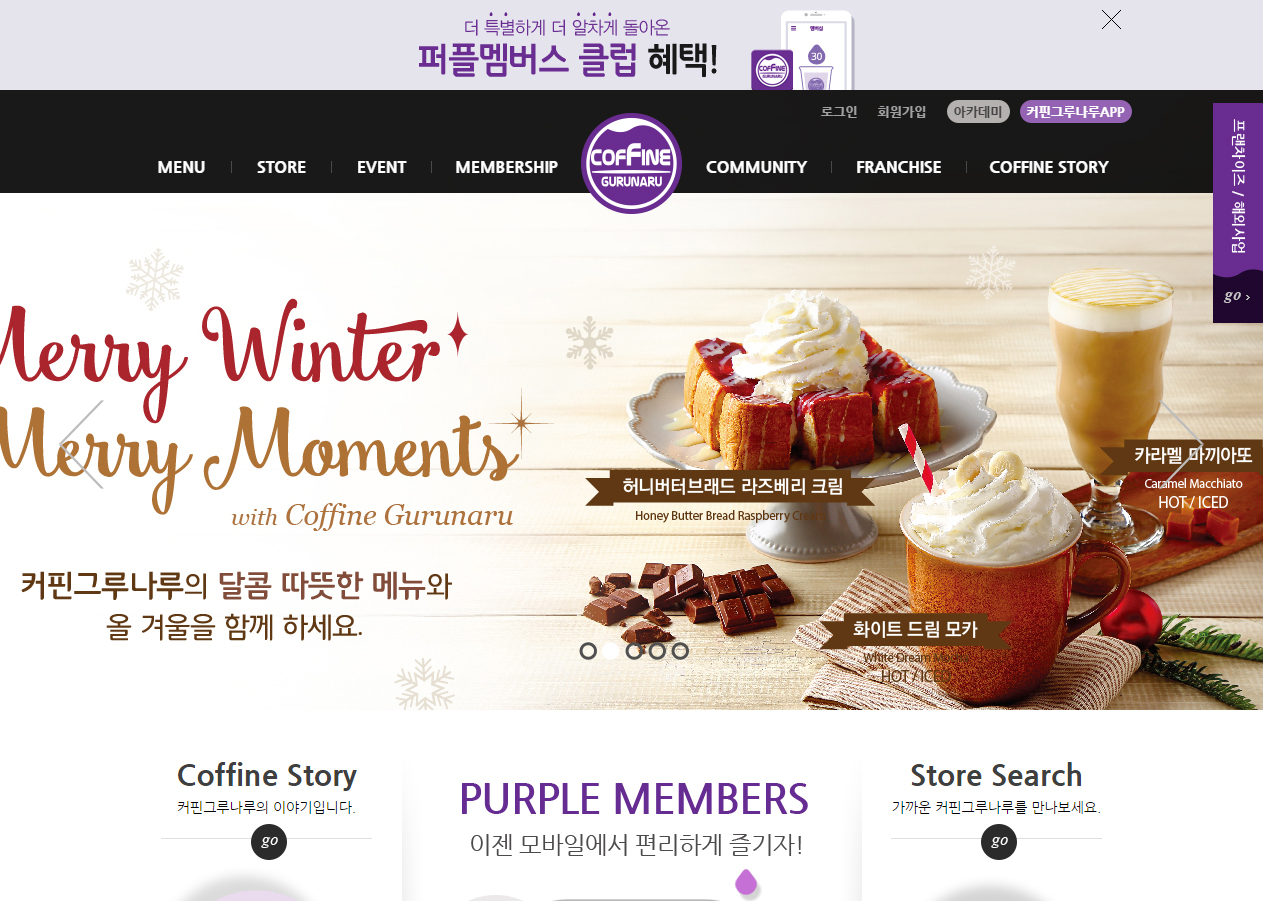 더 특별하게 더 알차게 돌아온
퍼플멤버스 클럽 혜택!
멤버십
30
COFFINE
GURUNARU
로그인 회원가입 아카데미 커핀그루나루APP
MENU STORE EVENT MEMBERSHIP
COFFINE
GURUNARU
COMMUNITY FRANCHISE COFFINE STORY
프랜차이즈 / 해외사업
go ›
Merry Winter
Merry Moments
with Coffine Gurunaru
커핀그루나루의 달콤 따뜻한 메뉴와
올 겨울을 함께 하세요.
허니버터브래드 라즈베리 크림
Honey Butter Bread Raspberry Cream
카라멜 마끼아또
Caramel Macchiato
HOT / ICED
화이트 드림 모카
White Dream Mocha
HOT / ICED
Coffine Story
커핀그루나루의 이야기입니다.
go
PURPLE MEMBERS
이젠 모바일에서 편리하게 즐기자!
Store Search
가까운 커핀그루나루를 만나보세요.
go